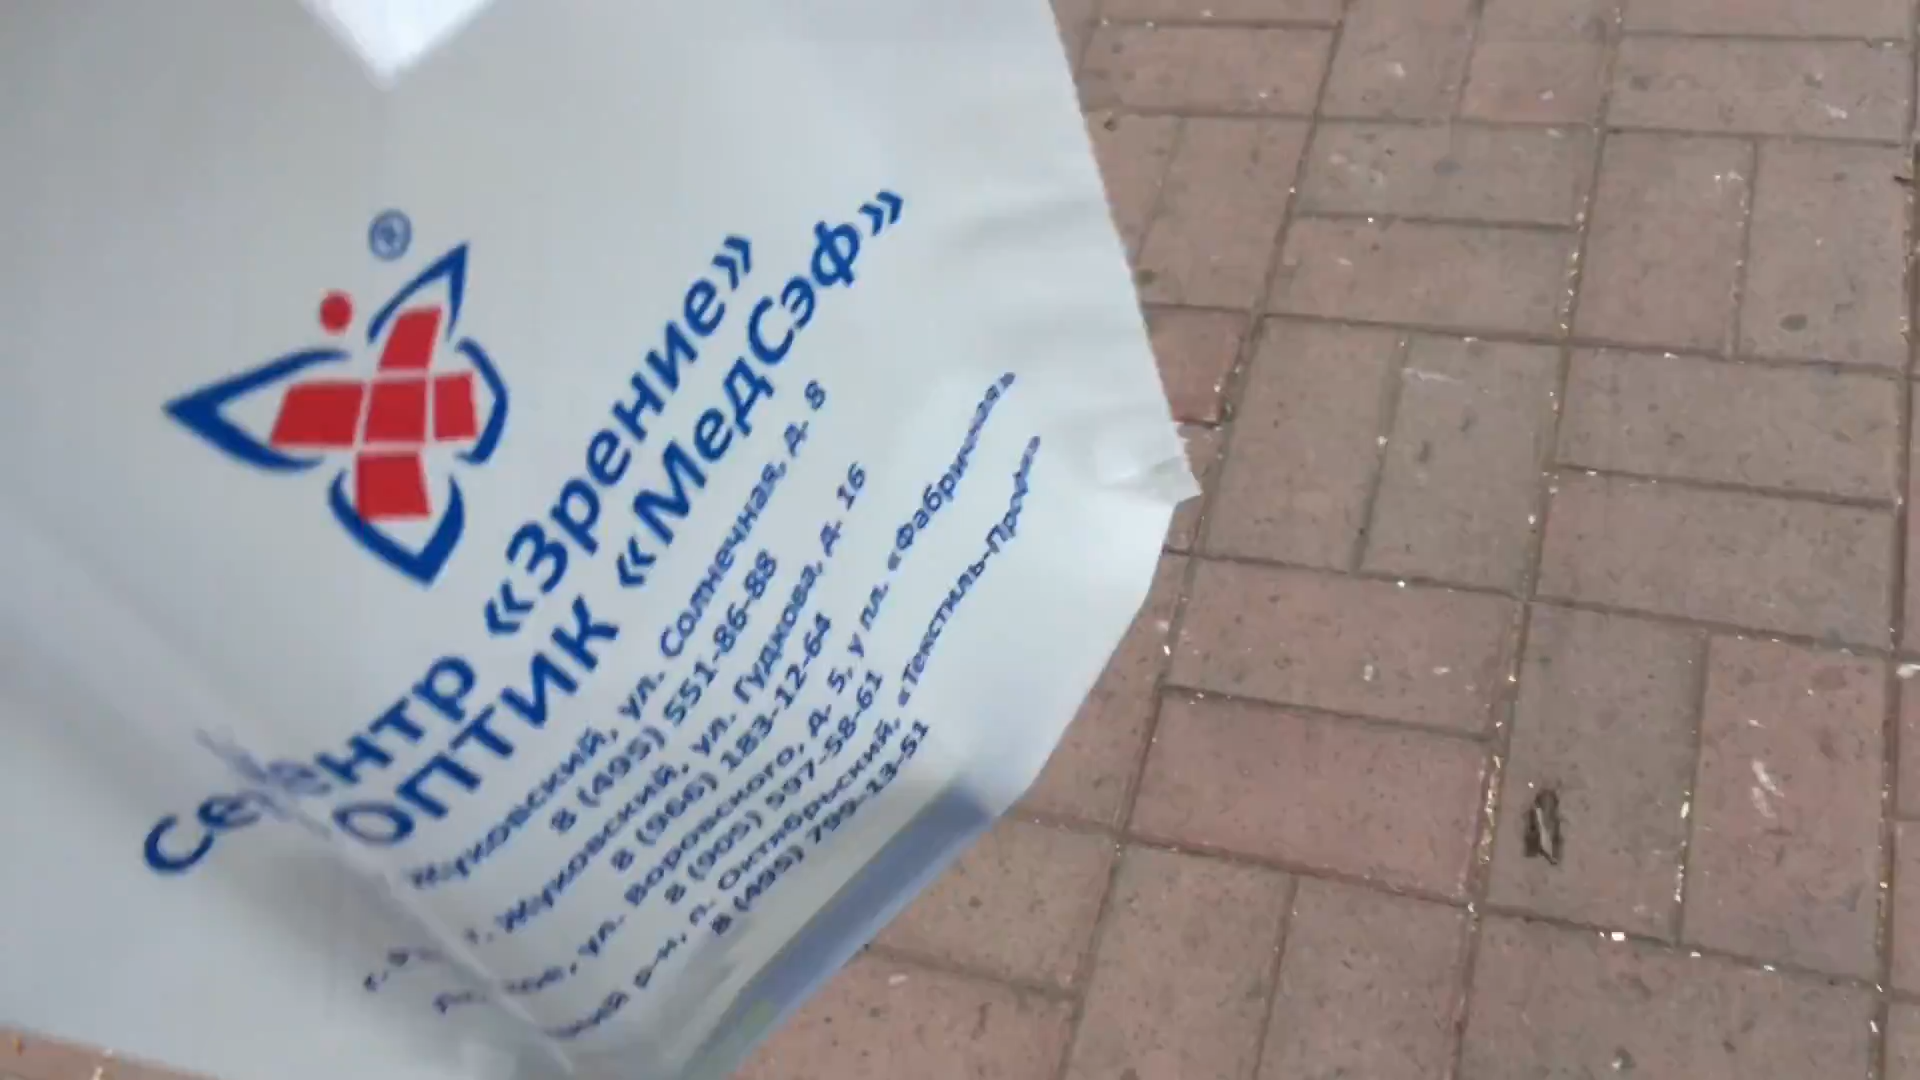 ®
«Зрение»
ОПТИК «МедСэф»
Жуковский, ул. Солнечная, д. 8
8 (495) 551-86-88
г. Жуковский, ул. Гудкова, д. 16
8 (966) 183-12-64
ул. Воровского, д. 5, у пл. «Фабричная»
8 (905) 597-58-61
р-н, п. Октябрьский, «Текстиль-Профи»
8 (495) 799-13-51